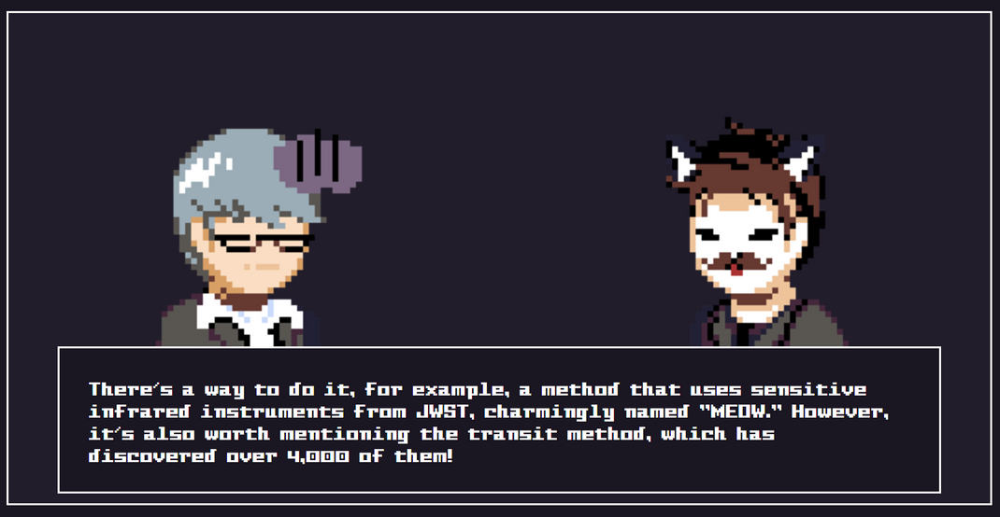 There's a way to do it, for example, a method that uses sensitive
infrared instruments from JWST, charmingly named "MEOW." However,
it's also worth mentioning the transit method, which has
discovered over 4,000 of them!